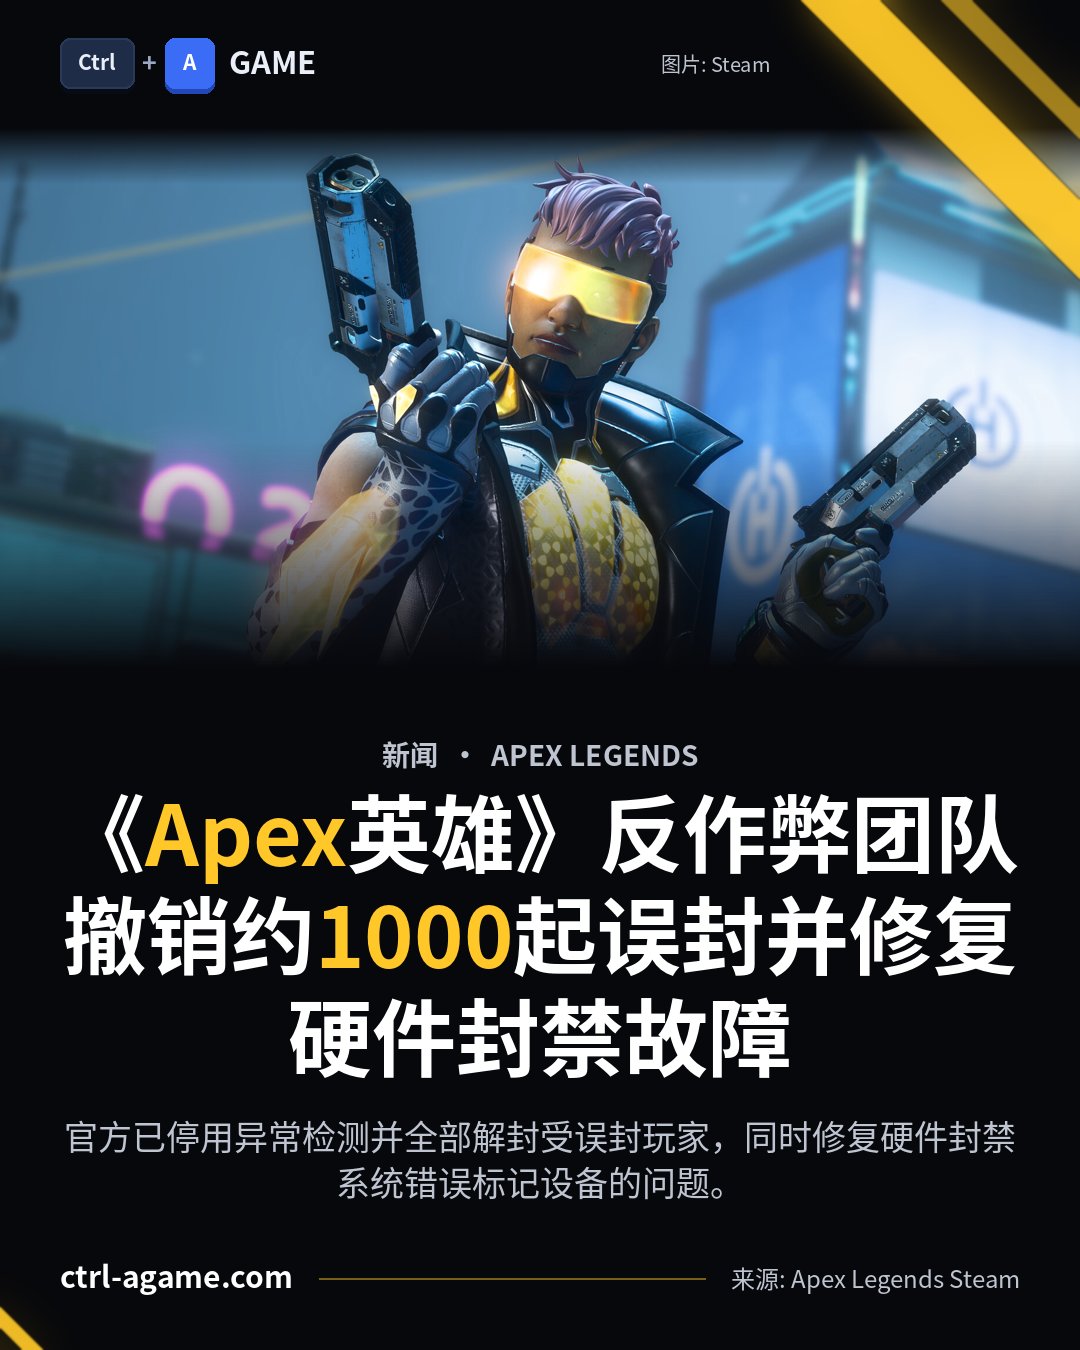 Ctrl + A GAME
图片: Steam
新闻 · APEX LEGENDS
《Apex英雄》反作弊团队
撤销约1000起误封并修复
硬件封禁故障
官方已停用异常检测并全部解封受误封玩家，同时修复硬件封禁
系统错误标记设备的问题。
ctrl-agame.com
来源: Apex Legends Steam